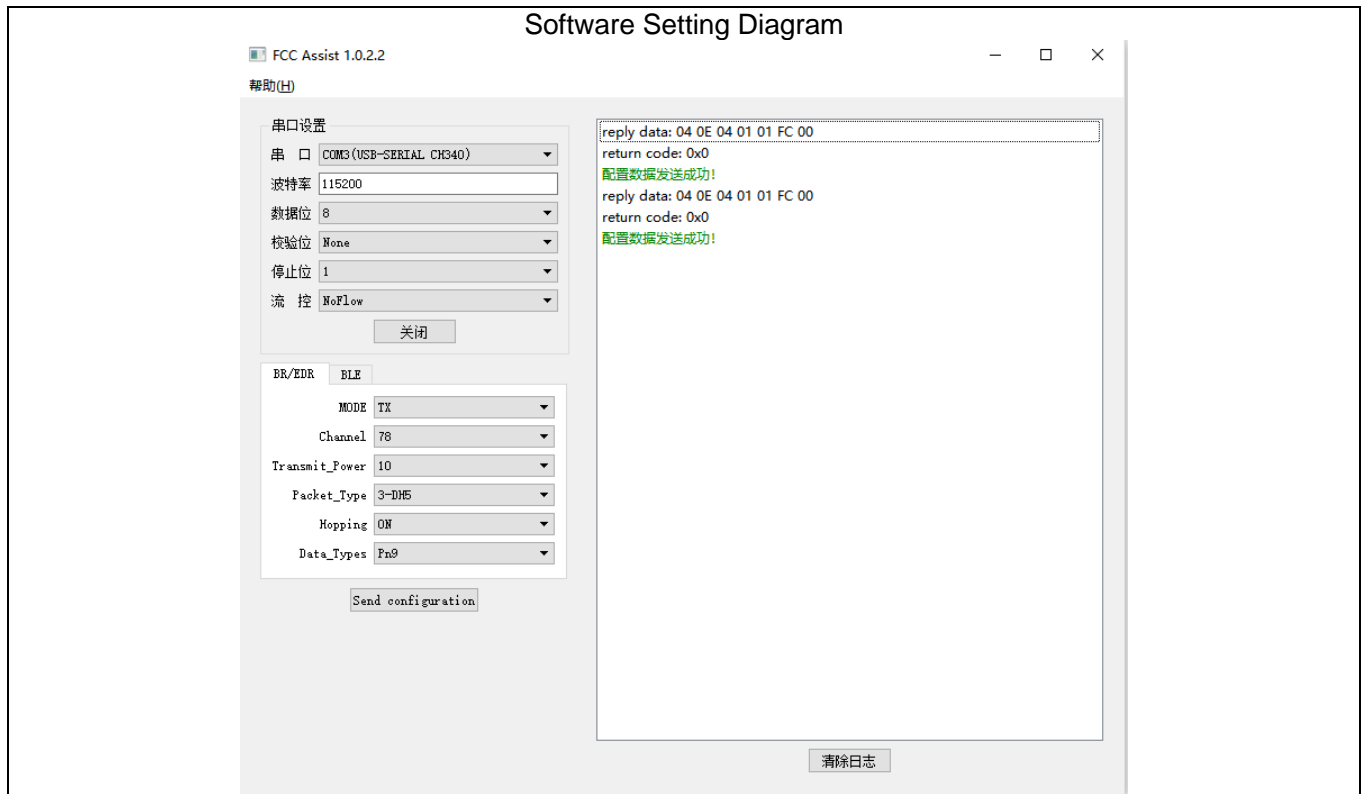 Software Setting Diagram
FCC Assist 1.0.2.2
帮助(H)
串口设置
串 口 COM3(USB-SERIAL CH340)
波特率 115200
数据位 8
校验位 None
停止位 1
流 控 NoFlow
关闭
BR/EDR BLE
MODE TX
Channel 78
Transmit_Power 10
Packet_Type 3-DH5
Hopping ON
Data_Types Pn9
Send configuration
reply data: 04 0E 04 01 01 FC 00
return code: 0x0
配置数据发送成功!
reply data: 04 0E 04 01 01 FC 00
return code: 0x0
配置数据发送成功!
清除日志